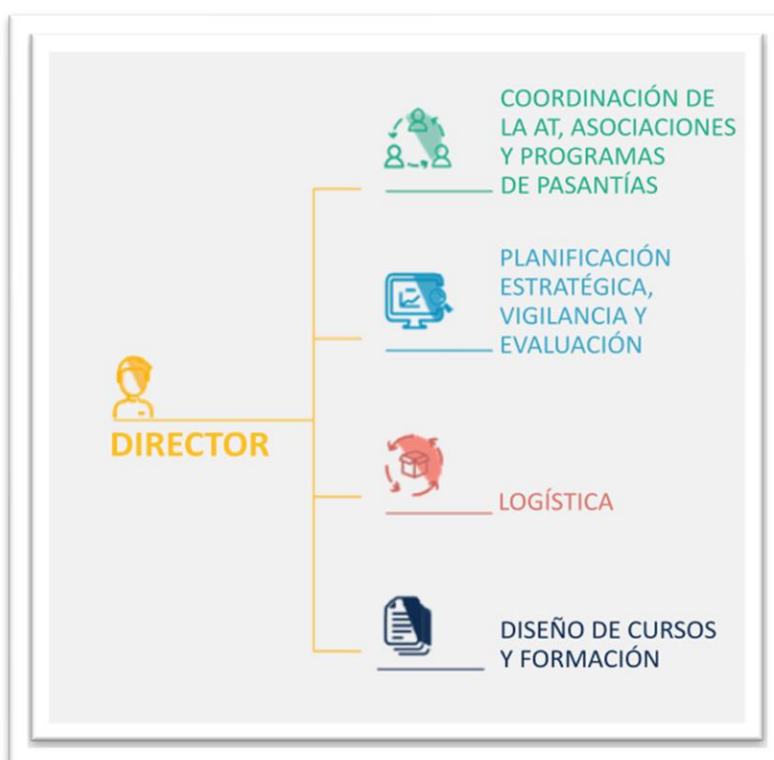 COORDINACIÓN DE
LA AT, ASOCIACIONES
Y PROGRAMAS
DE PASANTÍAS
PLANIFICACIÓN
ESTRATÉGICA,
VIGILANCIA Y
EVALUACIÓN
DIRECTOR
LOGÍSTICA
DISEÑO DE CURSOS
Y FORMACIÓN